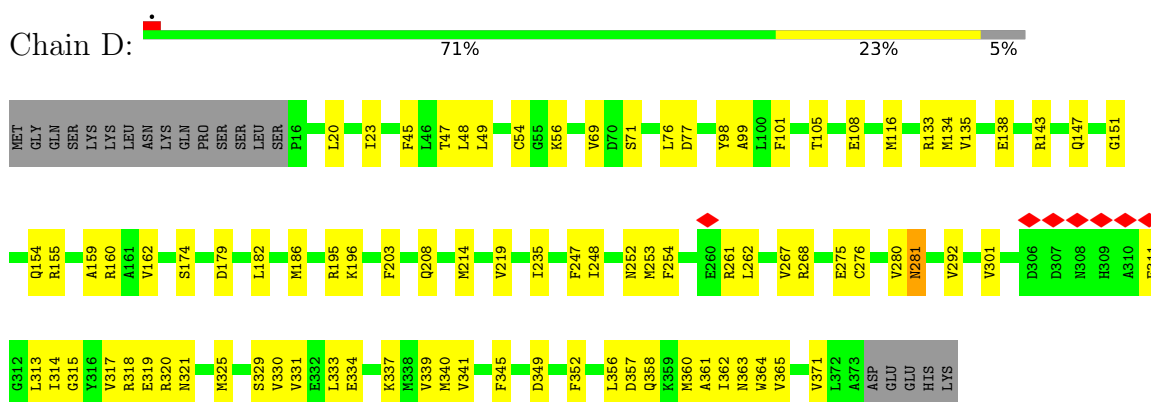 Chain D:
71% 23% 5%
MET GLY GLN SER LYS LYS LEU ASN LYS GLN PRO SER SER LEU SER P16 L20 I23 F45 L46 T47 L48 L49 C54 G55 K56 V69 D70 S71 L76 D77 Y98 A99 L100 F101 T105 E108 M116 R133 M134 V135 E138 R143 Q147 G151
Q154 R155 A159 R160 A161 V162 S174 D179 L182 M186 R195 K196 F203 Q208 M214 V219 I235 F247 I248 N252 M253 F254 E260 R261 L262 V267 R268 E275 C276 V280 N281 V292 V301 D306 D307 N308 H309 A310
G312 L313 I314 G315 Y316 V317 R318 E319 R320 N321 M325 S329 V330 V331 E332 L333 E334 K337 M338 V339 M340 V341 F345 D349 F352 L356 D357 Q358 K359 A361 I362 N363 W364 V365 V371 L372 A373 ASP GLU GLU HIS LYS